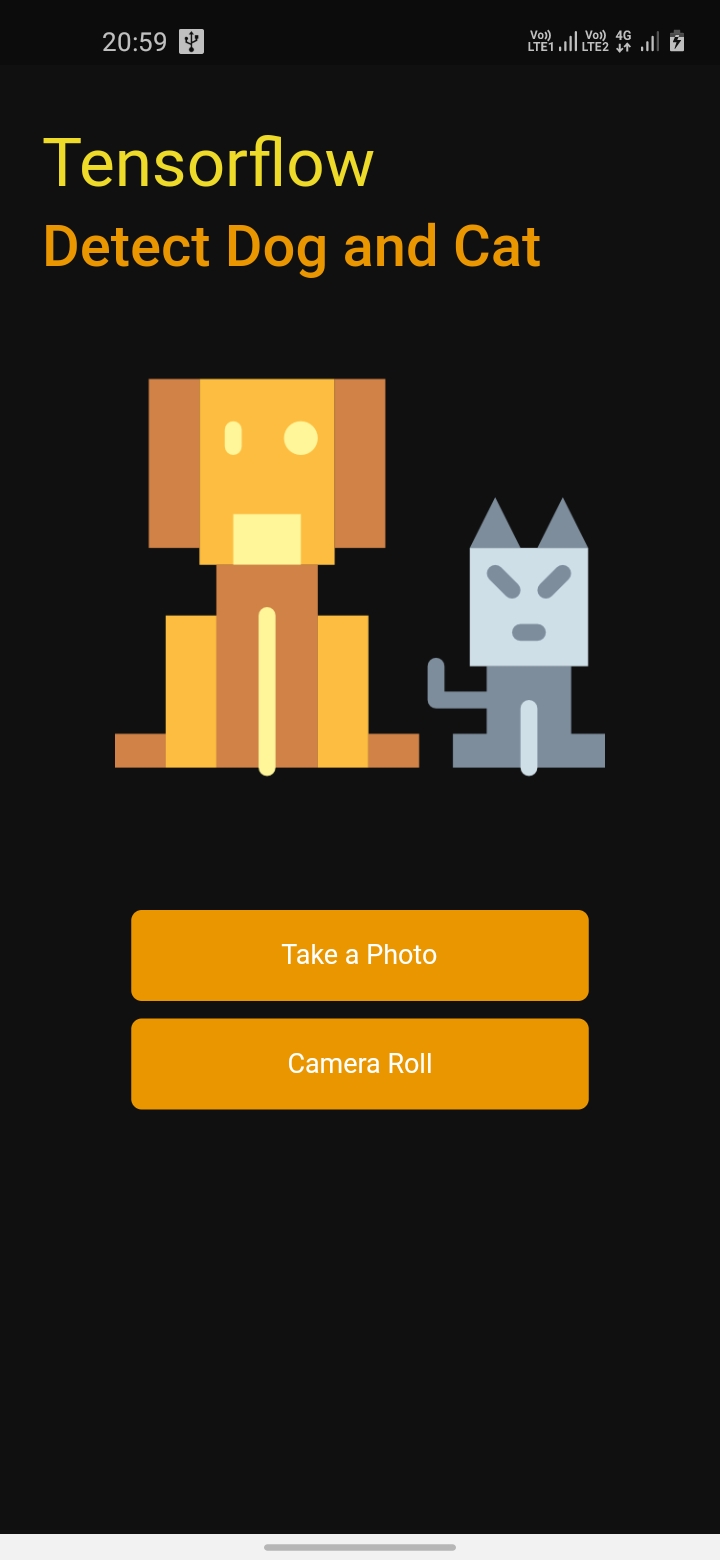 20:59 Vo)) LTE1 Vo)) LTE2 4G
Tensorflow
Detect Dog and Cat
Take a Photo
Camera Roll